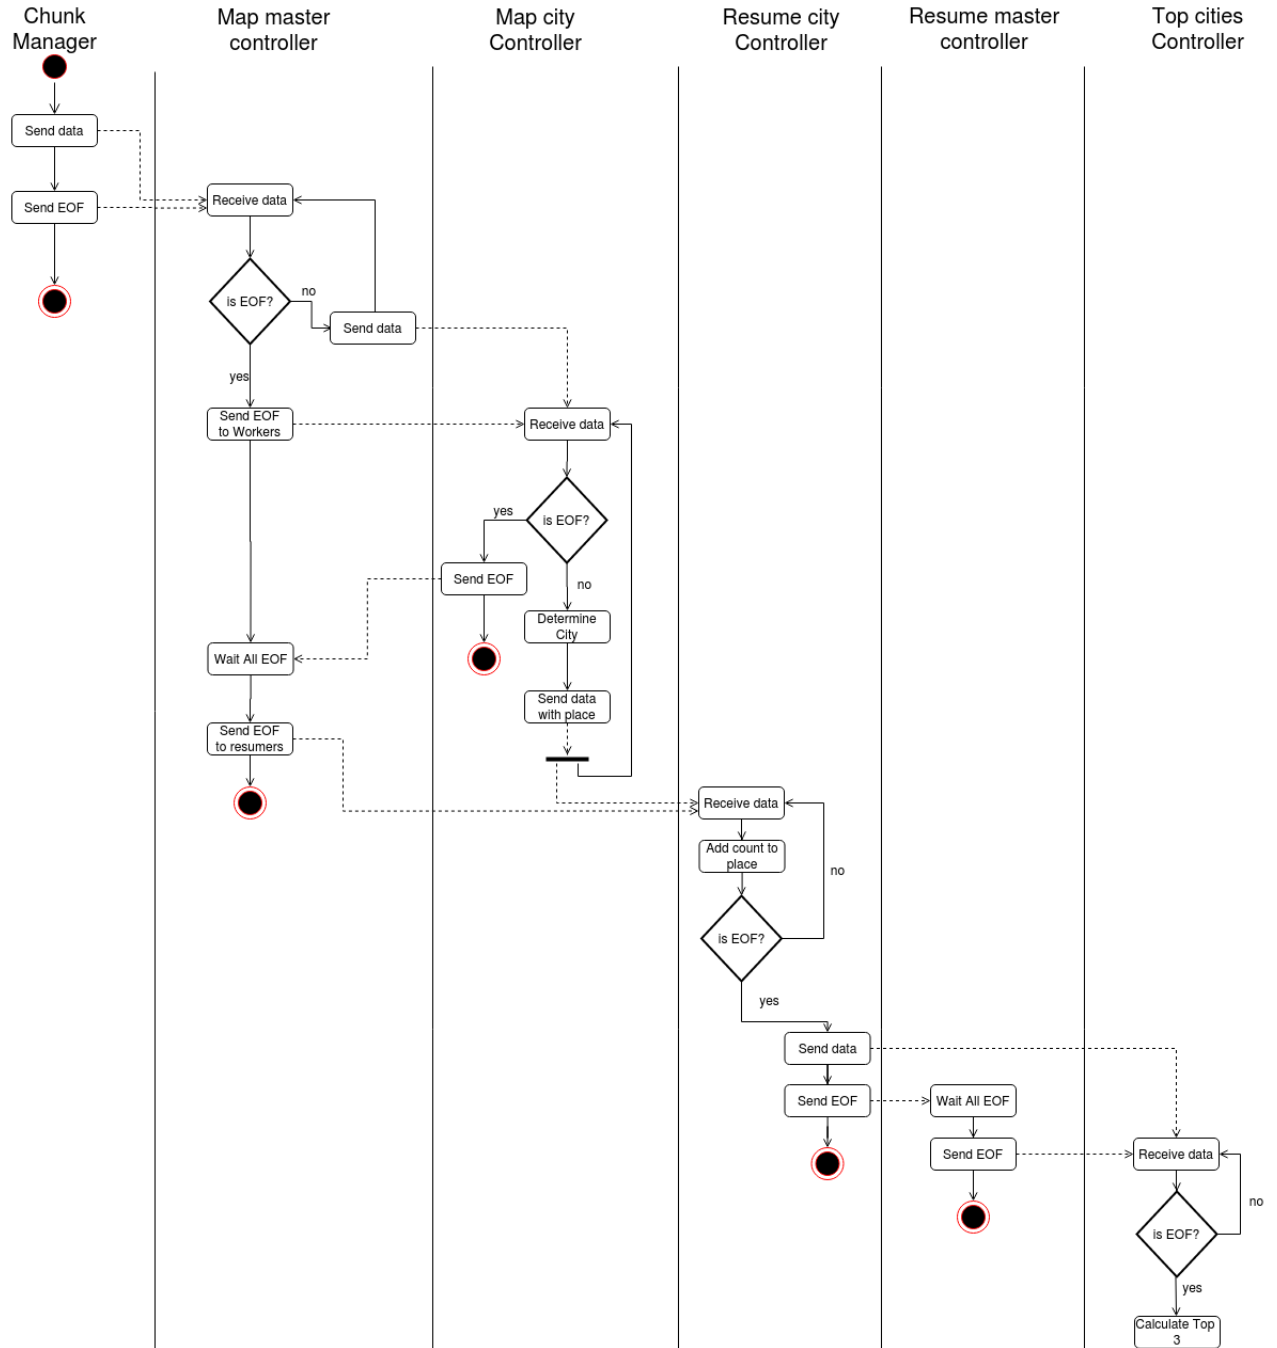 Chunk
Manager
Map master
controller
Map city
Controller
Resume city
Controller
Resume master
controller
Top cities
Controller
Send data
Send EOF
Receive data
is EOF?
no
Send data
yes
Send EOF
to Workers
Receive data
is EOF?
yes
Send EOF
no
Determine
City
Wait All EOF
Send data
with place
Send EOF
to resumers
Receive data
Add count to
place
no
is EOF?
yes
Send data
Send EOF
Wait All EOF
Send EOF
Receive data
no
is EOF?
yes
Calculate Top
3